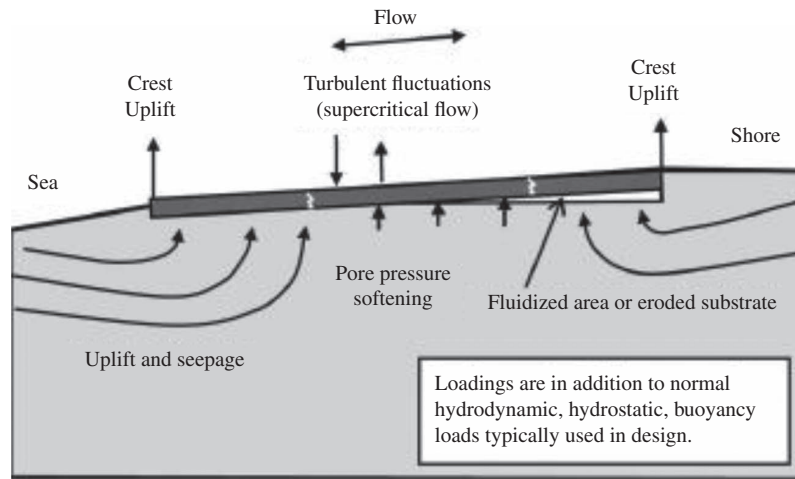 Flow
Turbulent fluctuations
(supercritical flow)
Crest
Uplift
Crest
Uplift
Sea
Shore
Pore pressure
softening
Fluidized area or eroded substrate
Uplift and seepage
Loadings are in addition to normal
hydrodynamic, hydrostatic, buoyancy
loads typically used in design.